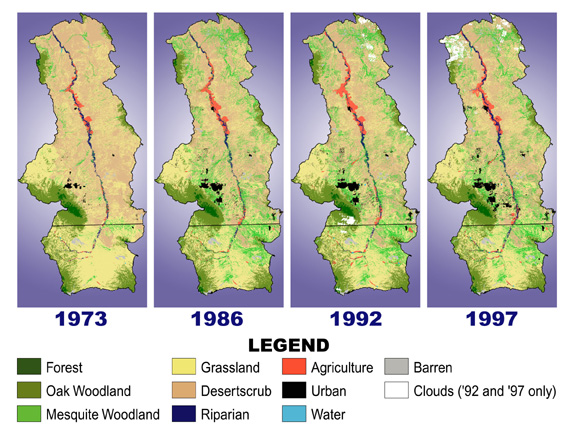 1973 1986 1992 1997
LEGEND
Forest Grassland Agriculture Barren
Oak Woodland Desertscrub Urban Clouds ('92 and '97 only)
Mesquite Woodland Riparian Water